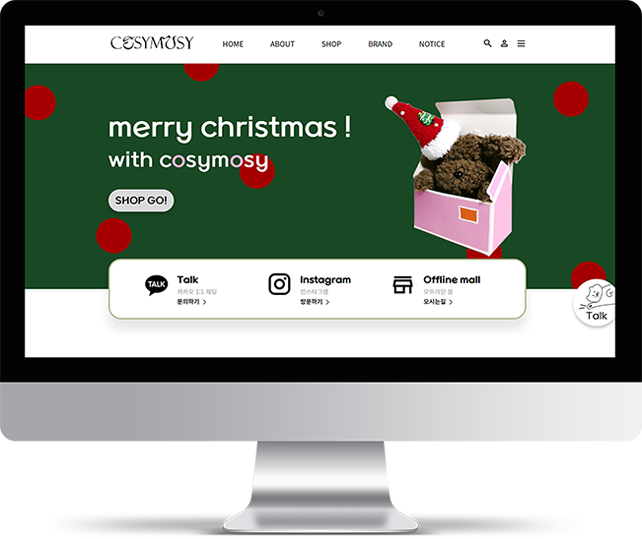 COSYMOSY
HOME ABOUT SHOP BRAND NOTICE
merry christmas !
with cosymosy
SHOP GO!
TALK
Talk
카카오 1:1 채팅
문의하기 >
Instagram
인스타그램
방문하기 >
Offline mall
오프라인 몰
오시는길 >
Talk